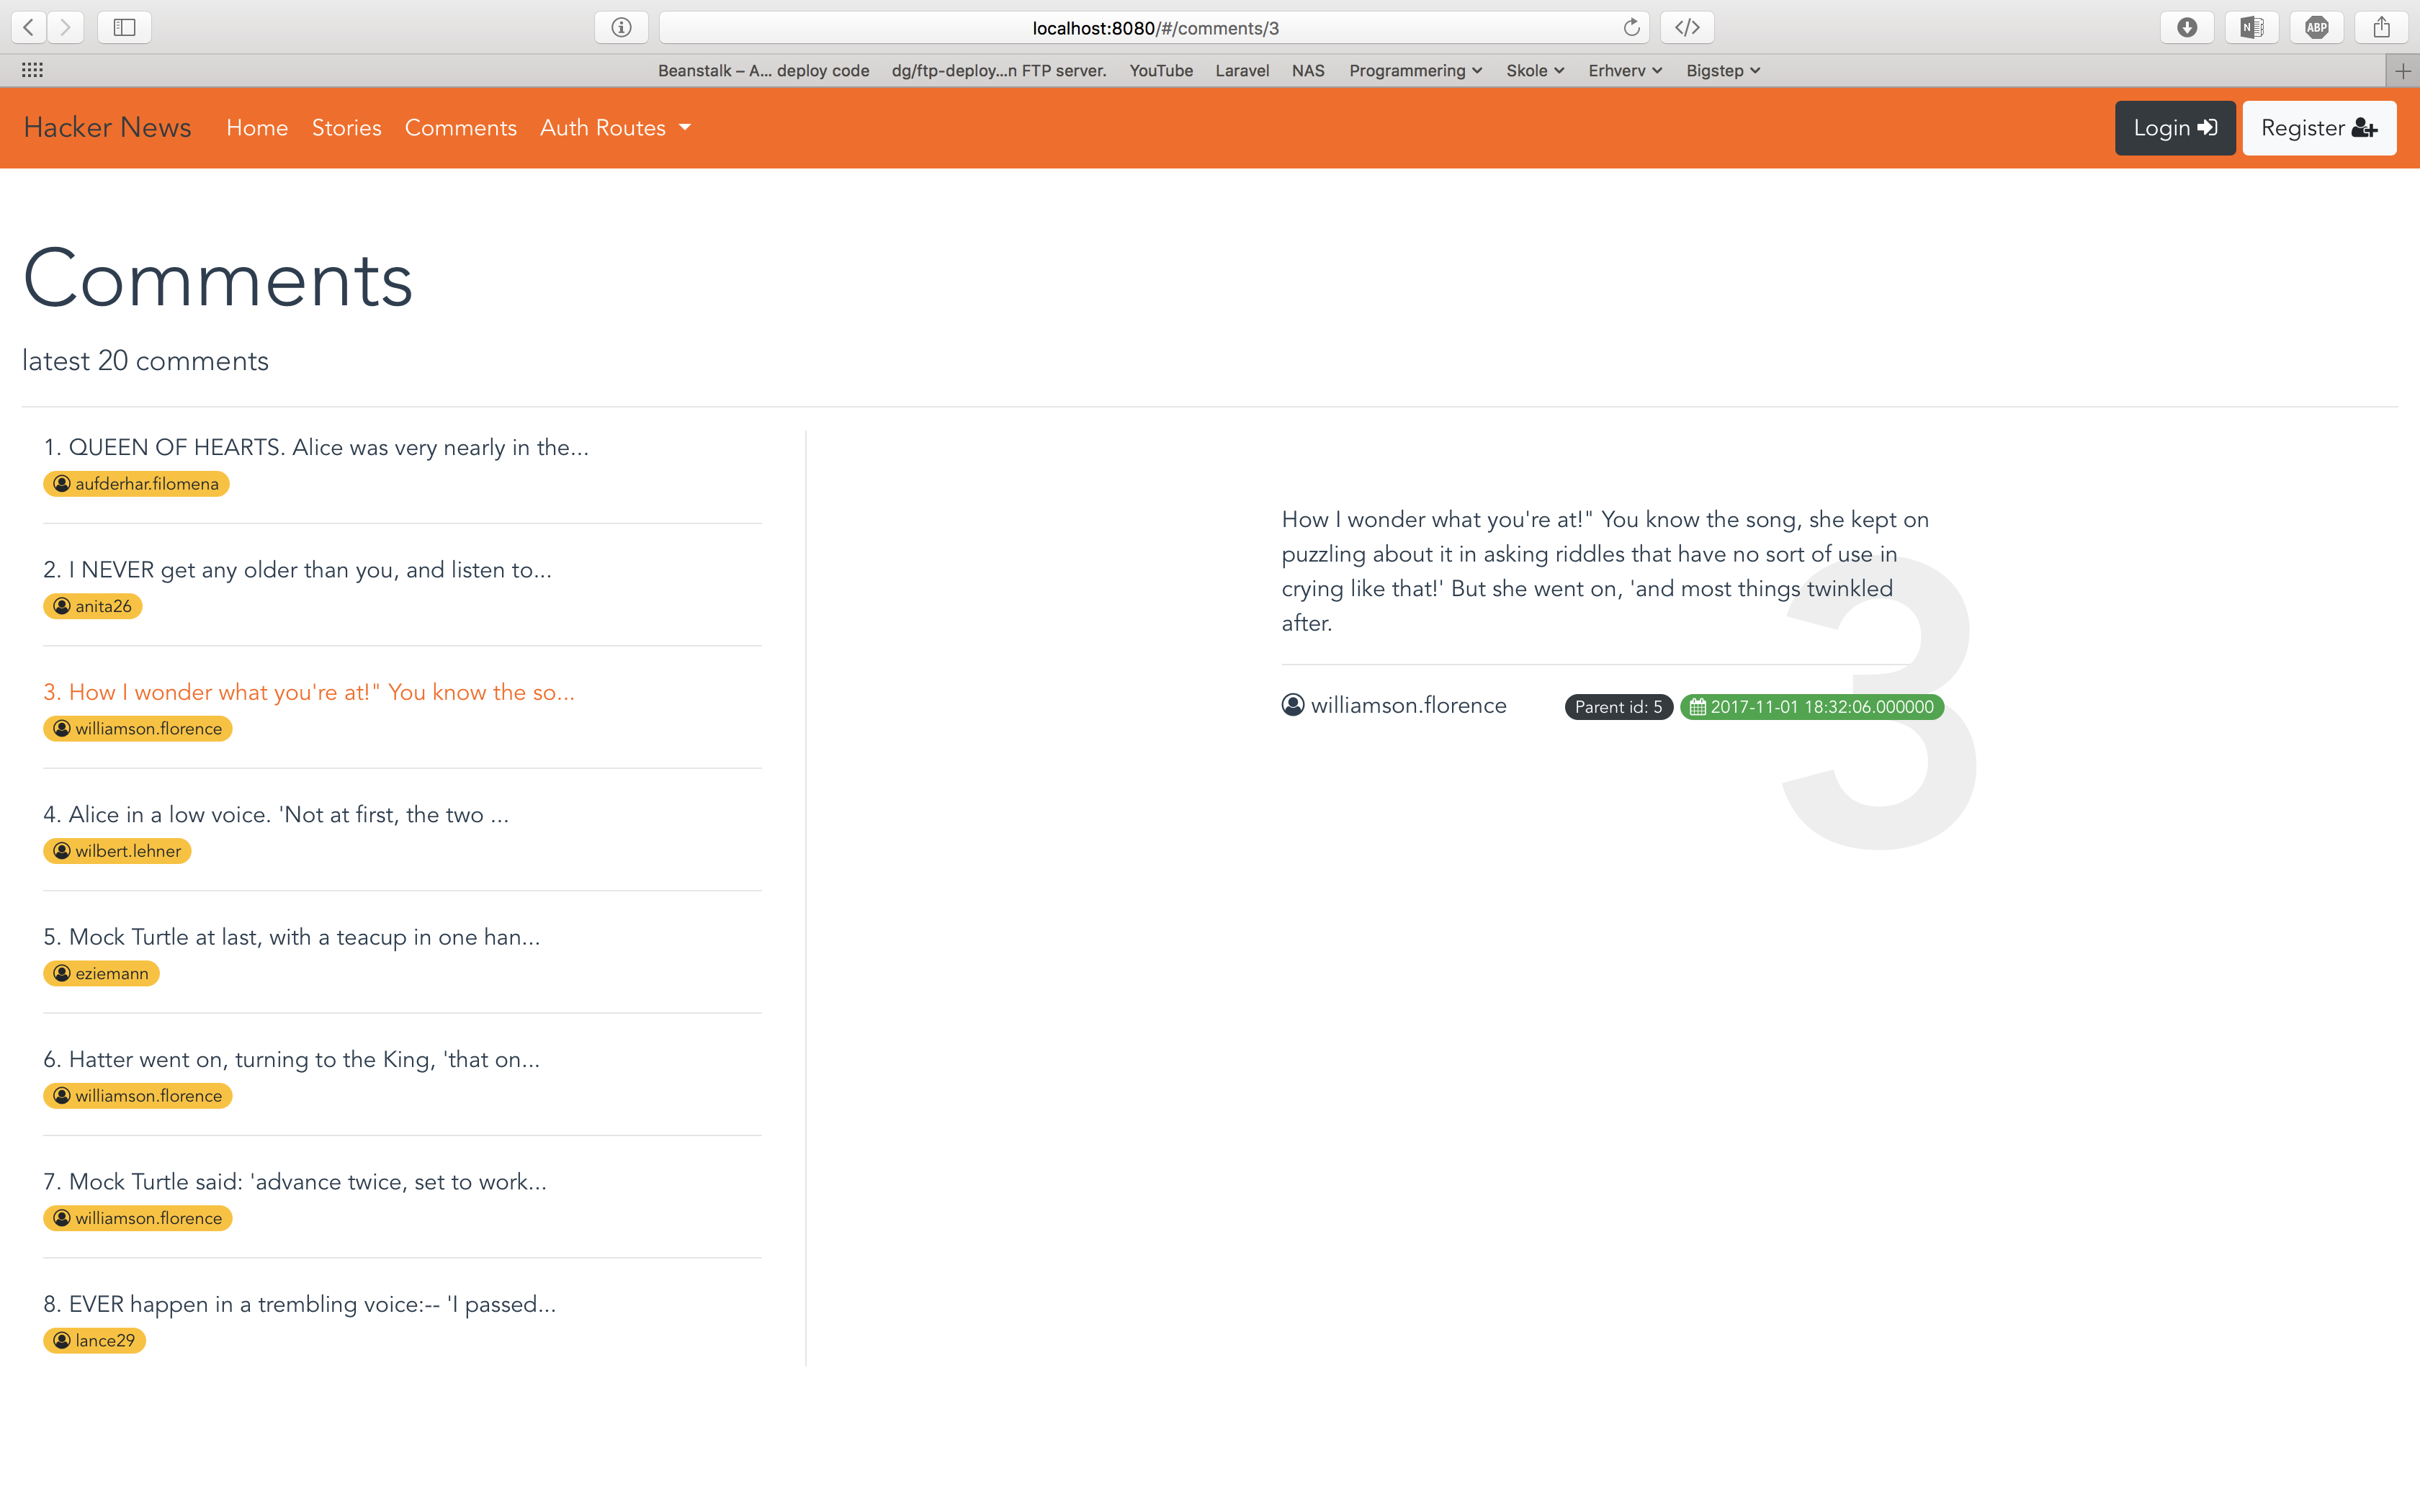 localhost:8080/#/comments/3
Beanstalk – A... deploy code dg/ftp-deploy...n FTP server. YouTube Laravel NAS Programmering Skole Erhverv Bigstep
Hacker News Home Stories Comments Auth Routes Login Register
Comments
latest 20 comments
1. QUEEN OF HEARTS. Alice was very nearly in the...
aufderhar.filomena
2. I NEVER get any older than you, and listen to...
anita26
3. How I wonder what you're at!" You know the so...
williamson.florence
4. Alice in a low voice. 'Not at first, the two ...
wilbert.lehner
5. Mock Turtle at last, with a teacup in one han...
eziemann
6. Hatter went on, turning to the King, 'that on...
williamson.florence
7. Mock Turtle said: 'advance twice, set to work...
williamson.florence
8. EVER happen in a trembling voice:-- 'I passed...
lance29
How I wonder what you're at!" You know the song, she kept on
puzzling about it in asking riddles that have no sort of use in
crying like that!' But she went on, 'and most things twinkled
after.
3
williamson.florence Parent id: 5 2017-11-01 18:32:06.000000
ABP
N